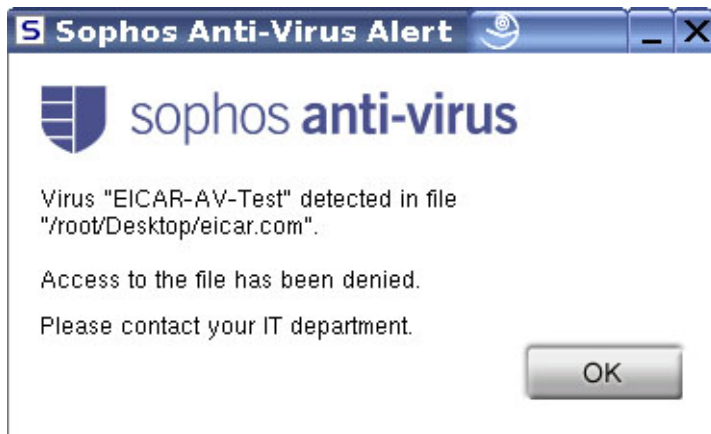 S Sophos Anti-Virus Alert
sophos anti-virus
Virus "EICAR-AV-Test" detected in file
"/root/Desktop/eicar.com".
Access to the file has been denied.
Please contact your IT department.
OK